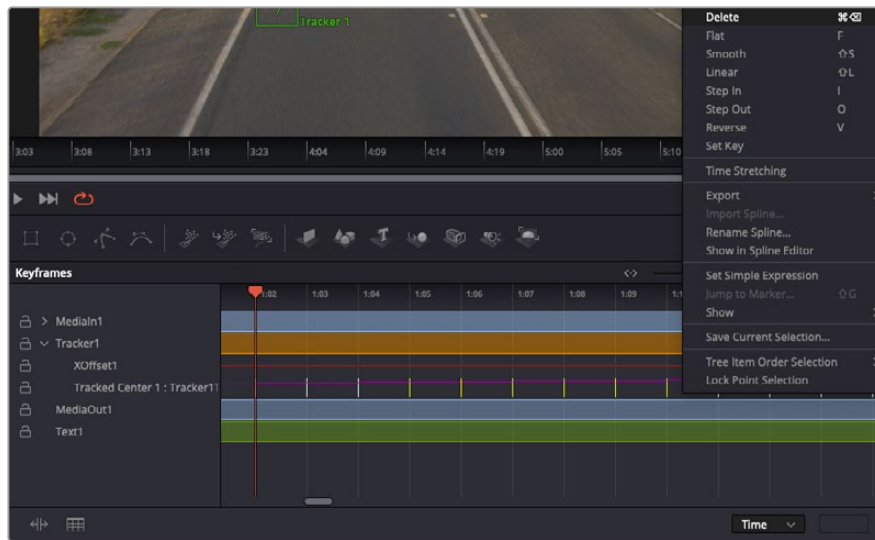 Tracker 1
Delete ⌘⌫
Flat F
Smooth ⇧S
Linear ⇧L
Step In I
Step Out O
Reverse V
Set Key
Time Stretching
Export
Import Spline...
Rename Spline...
Show in Spline Editor
Set Simple Expression
Jump to Marker... ⇧G
Show
Save Current Selection...
Tree Item Order Selection
Lock Point Selection
3:03 3:08 3:13 3:18 3:23 4:04 4:09 4:14 4:19 5:00 5:05 5:10
Keyframes
1:02 1:03 1:04 1:05 1:06 1:07 1:08 1:09
MediaIn1
Tracker1
XOffset1
Tracked Center 1 : Tracker1
MediaOut1
Text1
Time